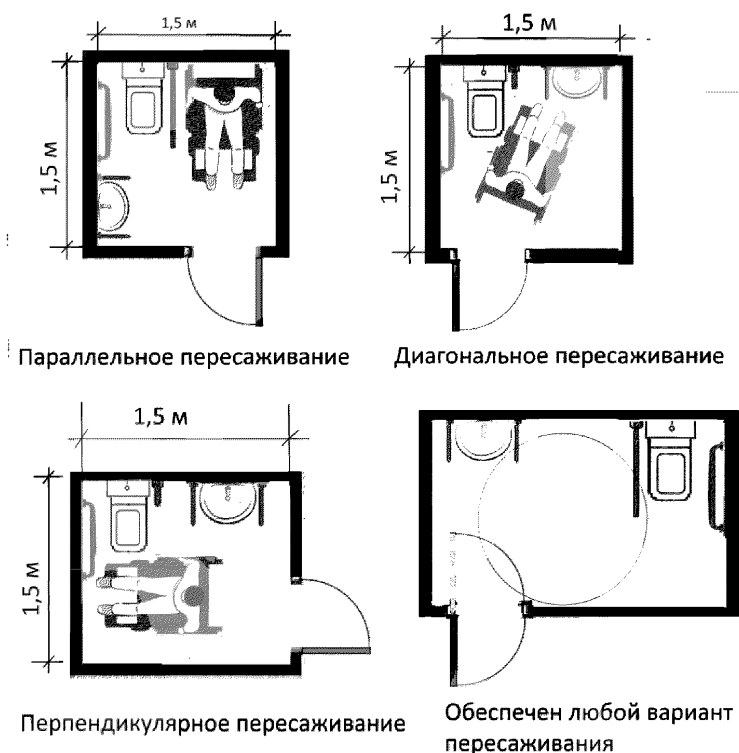 1,5 м
1,5 м
1,5 м
1,5 м
Параллельное пересаживание
Диагональное пересаживание
1,5 м
1,5 м
Перпендикулярное пересаживание
Обеспечен любой вариант
пересаживания